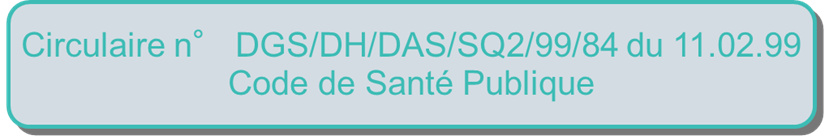 Circulaire n° DGS/DH/DAS/SQ2/99/84 du 11.02.99
Code de Santé Publique